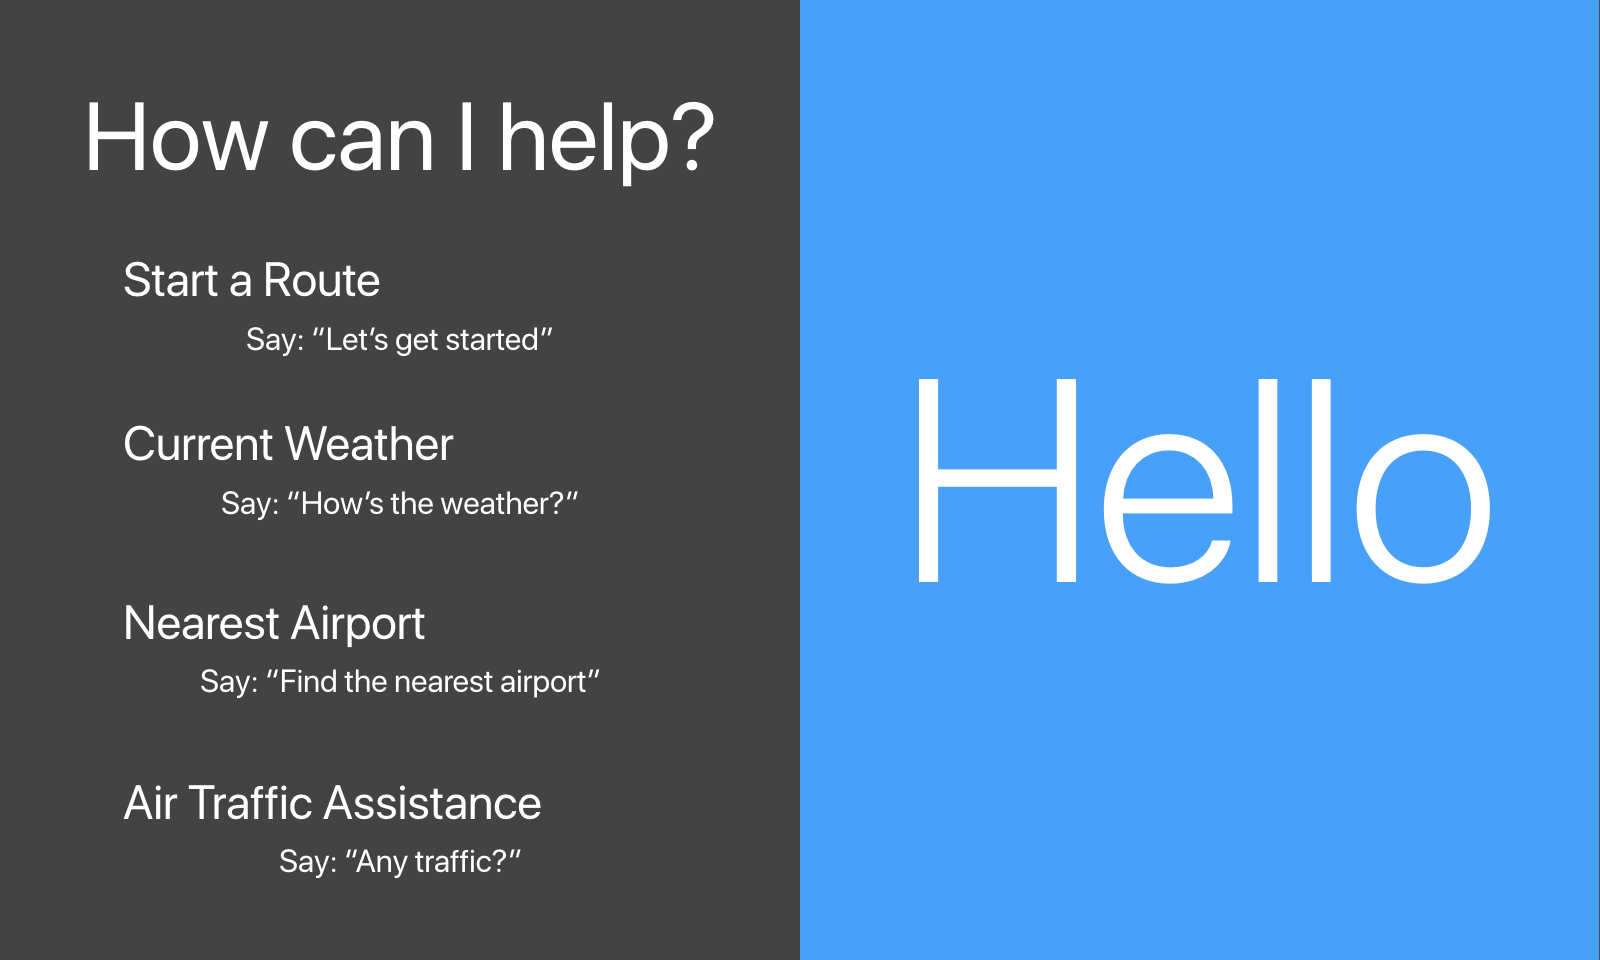 How can I help?
Start a Route
Say: “Let’s get started”
Current Weather
Say: “How’s the weather?”
Nearest Airport
Say: “Find the nearest airport”
Air Traffic Assistance
Say: “Any traffic?”
Hello